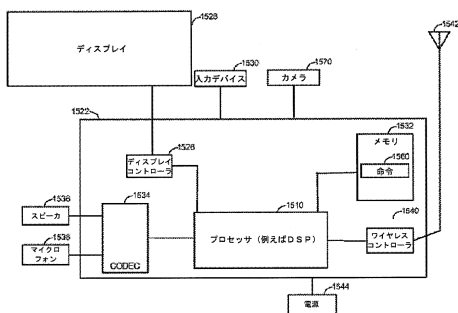 1528
ディスプレイ
1542
1530
入力デバイス
1570
カメラ
1522
1532
メモリ
1560
命令
1526
ディスプレイ
コントローラ
1534
1536
スピーカ
1510
プロセッサ (例えばDSP)
1540
ワイヤレス
コントローラ
1538
マイクロ
フォン
CODEC
1544
電源